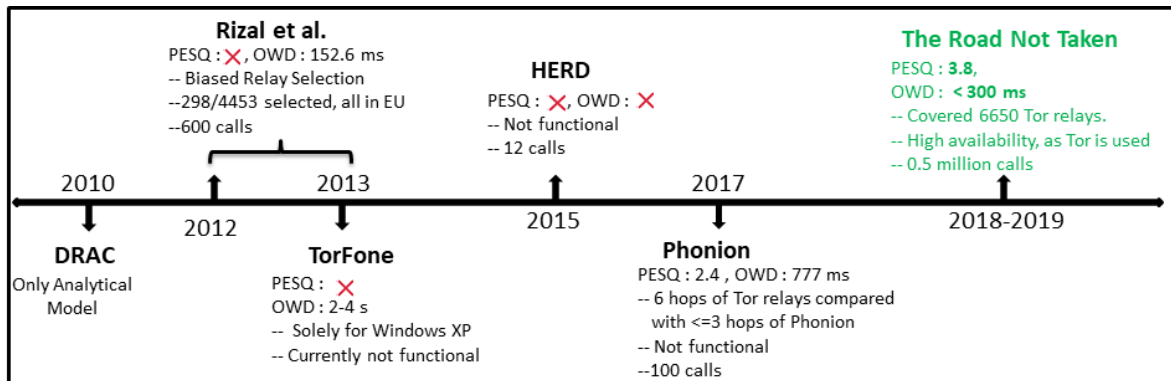 Rizal et al.
PESQ : ❌, OWD : 152.6 ms
-- Biased Relay Selection
--298/4453 selected, all in EU
--600 calls
HERD
PESQ : ❌, OWD : ❌
-- Not functional
-- 12 calls
The Road Not Taken
PESQ: 3.8,
OWD : < 300 ms
-- Covered 6650 Tor relays.
-- High availability, as Tor is used
-- 0.5 million calls
2010
2012
2013
2015
2017
2018-2019
DRAC
Only Analytical
Model
TorFone
PESQ : ❌
OWD : 2-4 s
-- Solely for Windows XP
-- Currently not functional
Phonion
PESQ : 2.4 , OWD : 777 ms
-- 6 hops of Tor relays compared
with <=3 hops of Phonion
-- Not functional
--100 calls